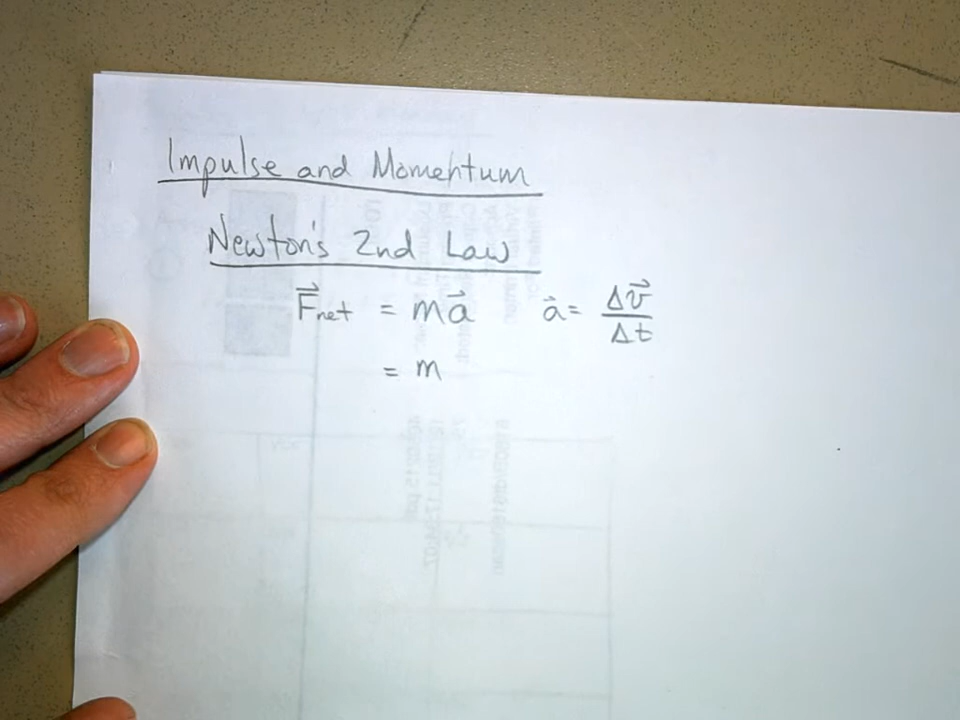 Impulse and Momentum
Newton's 2nd Law
F⃗net = ma⃗ a⃗ = Δv⃗/Δt
= m